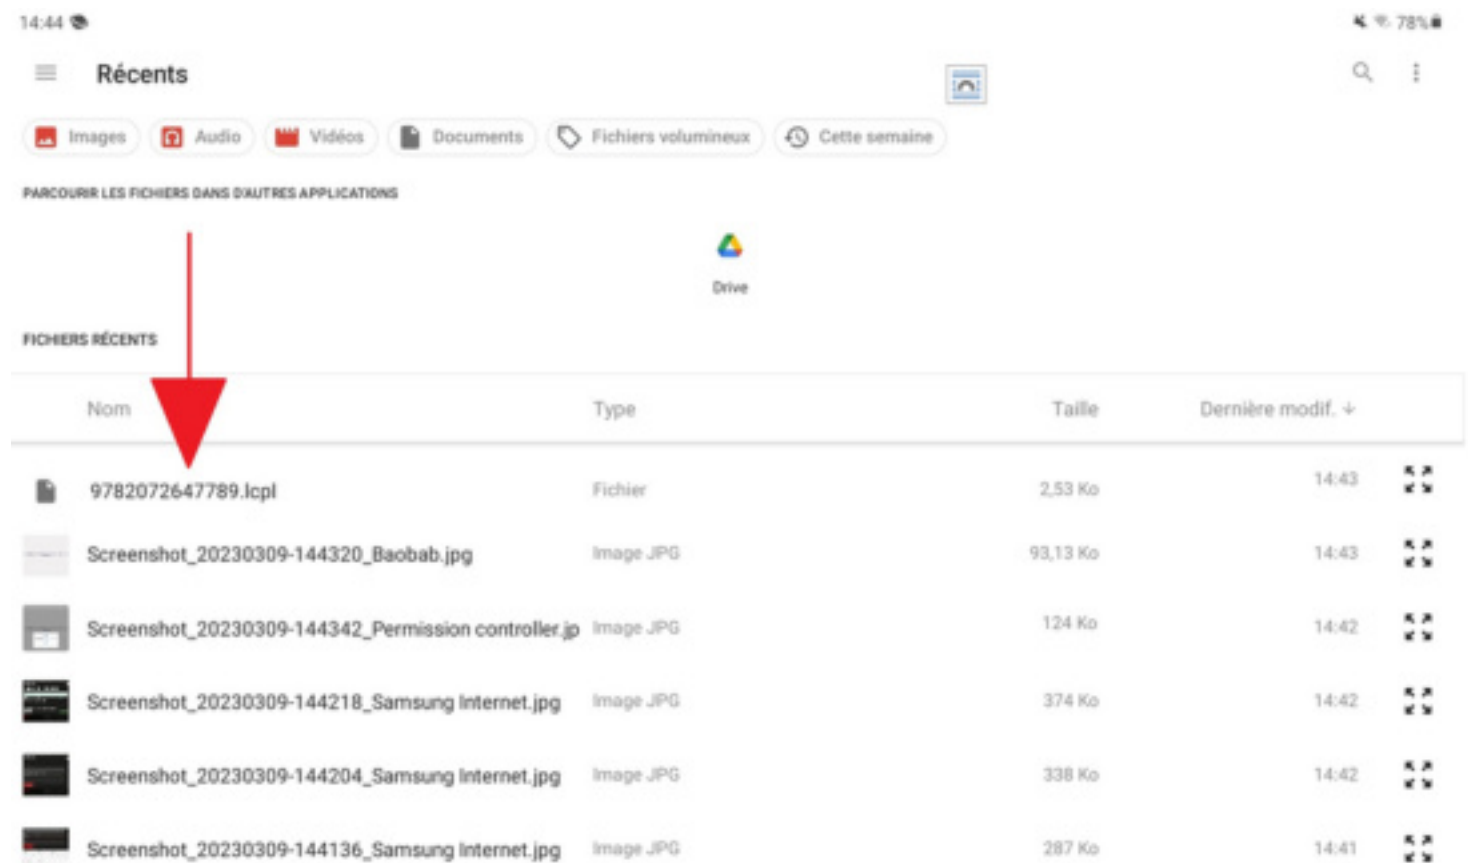 14:44 78%
Récents
Images Audio Vidéos Documents Fichiers volumineux Cette semaine
PARCOURIR LES FICHIERS DANS D'AUTRES APPLICATIONS
Drive
FICHIERS RÉCENTS
Nom Type Taille Dernière modif.
9782072647789.lcpl Fichier 2,53 Ko 14:43
Screenshot_20230309-144320_Baobab.jpg Image JPG 93,13 Ko 14:43
Screenshot_20230309-144342_Permission controller.jp Image JPG 124 Ko 14:42
Screenshot_20230309-144218_Samsung Internet.jpg Image JPG 374 Ko 14:42
Screenshot_20230309-144204_Samsung Internet.jpg Image JPG 338 Ko 14:42
Screenshot_20230309-144136_Samsung Internet.jpg Image JPG 287 Ko 14:41